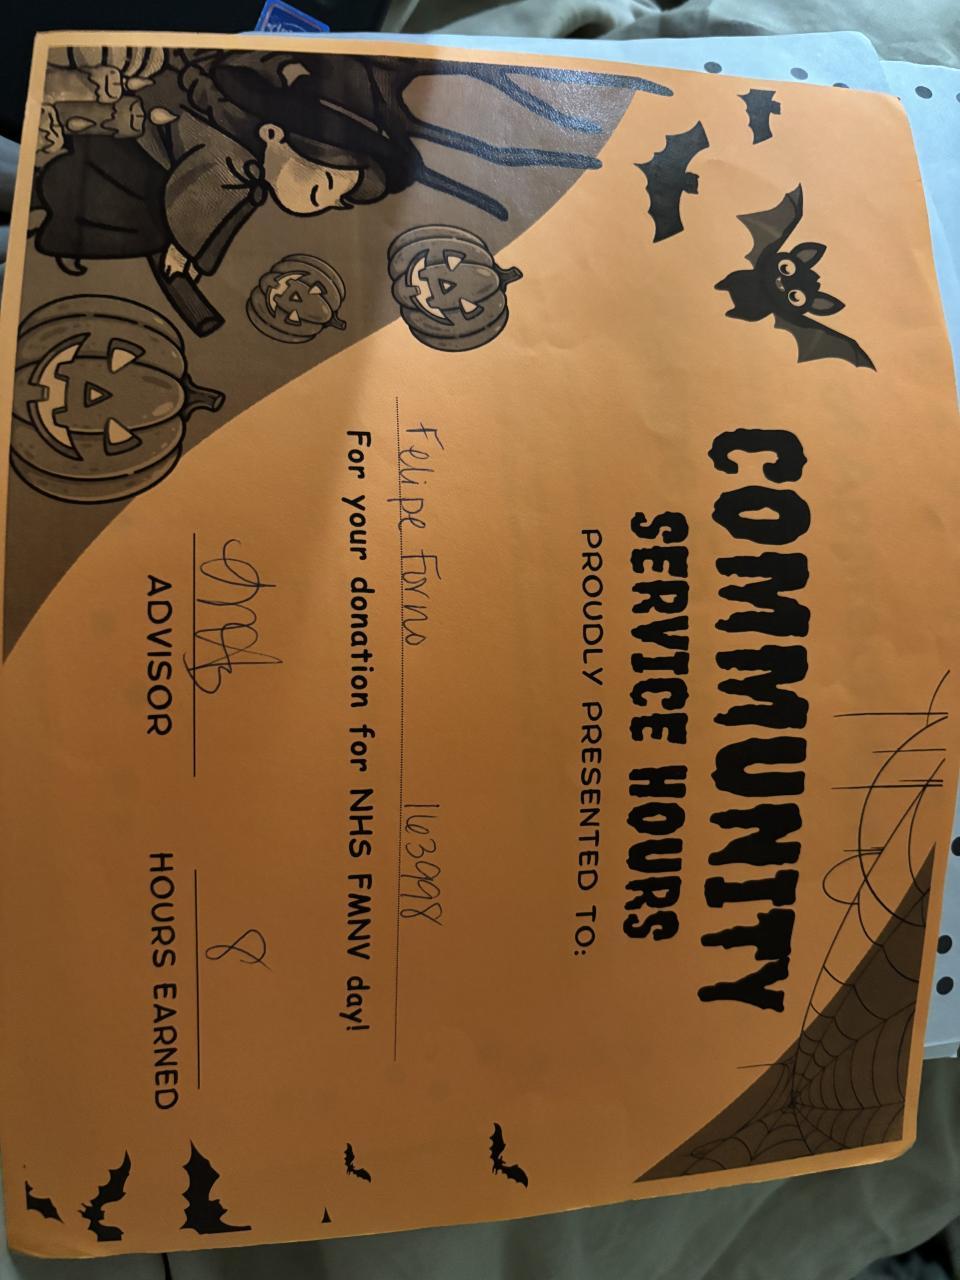 COMMUNITY
SERVICE HOURS
PROUDLY PRESENTED TO:
Felipe Forno 163998
For your donation for NHS FMNV day!
8
ADVISOR
HOURS EARNED